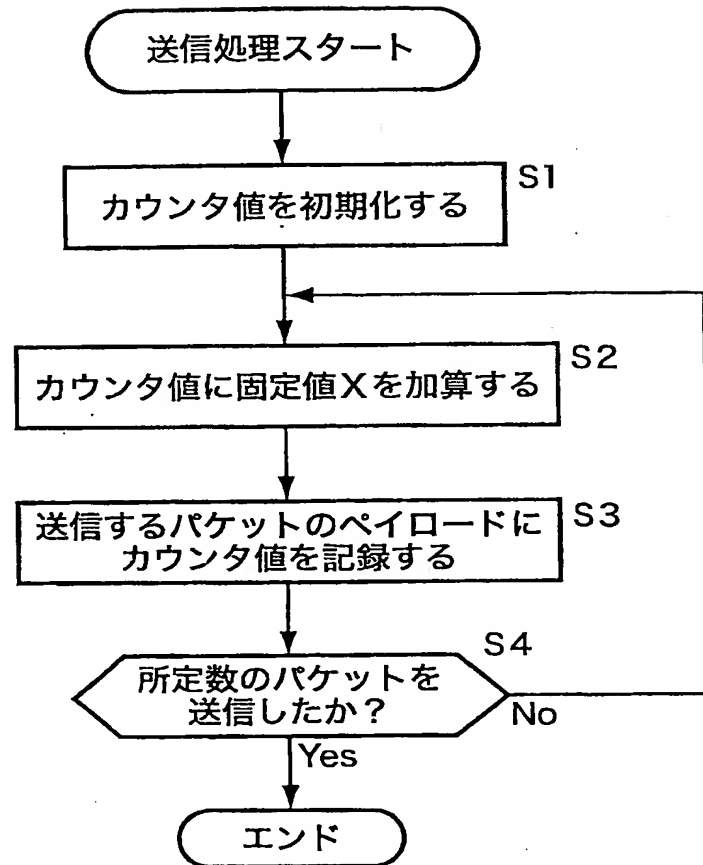 送信処理スタート
S1
カウンタ値を初期化する
S2
カウンタ値に固定値Xを加算する
S3
送信するパケットのペイロードに
カウンタ値を記録する
S4
所定数のパケットを
送信したか？
No
Yes
エンド